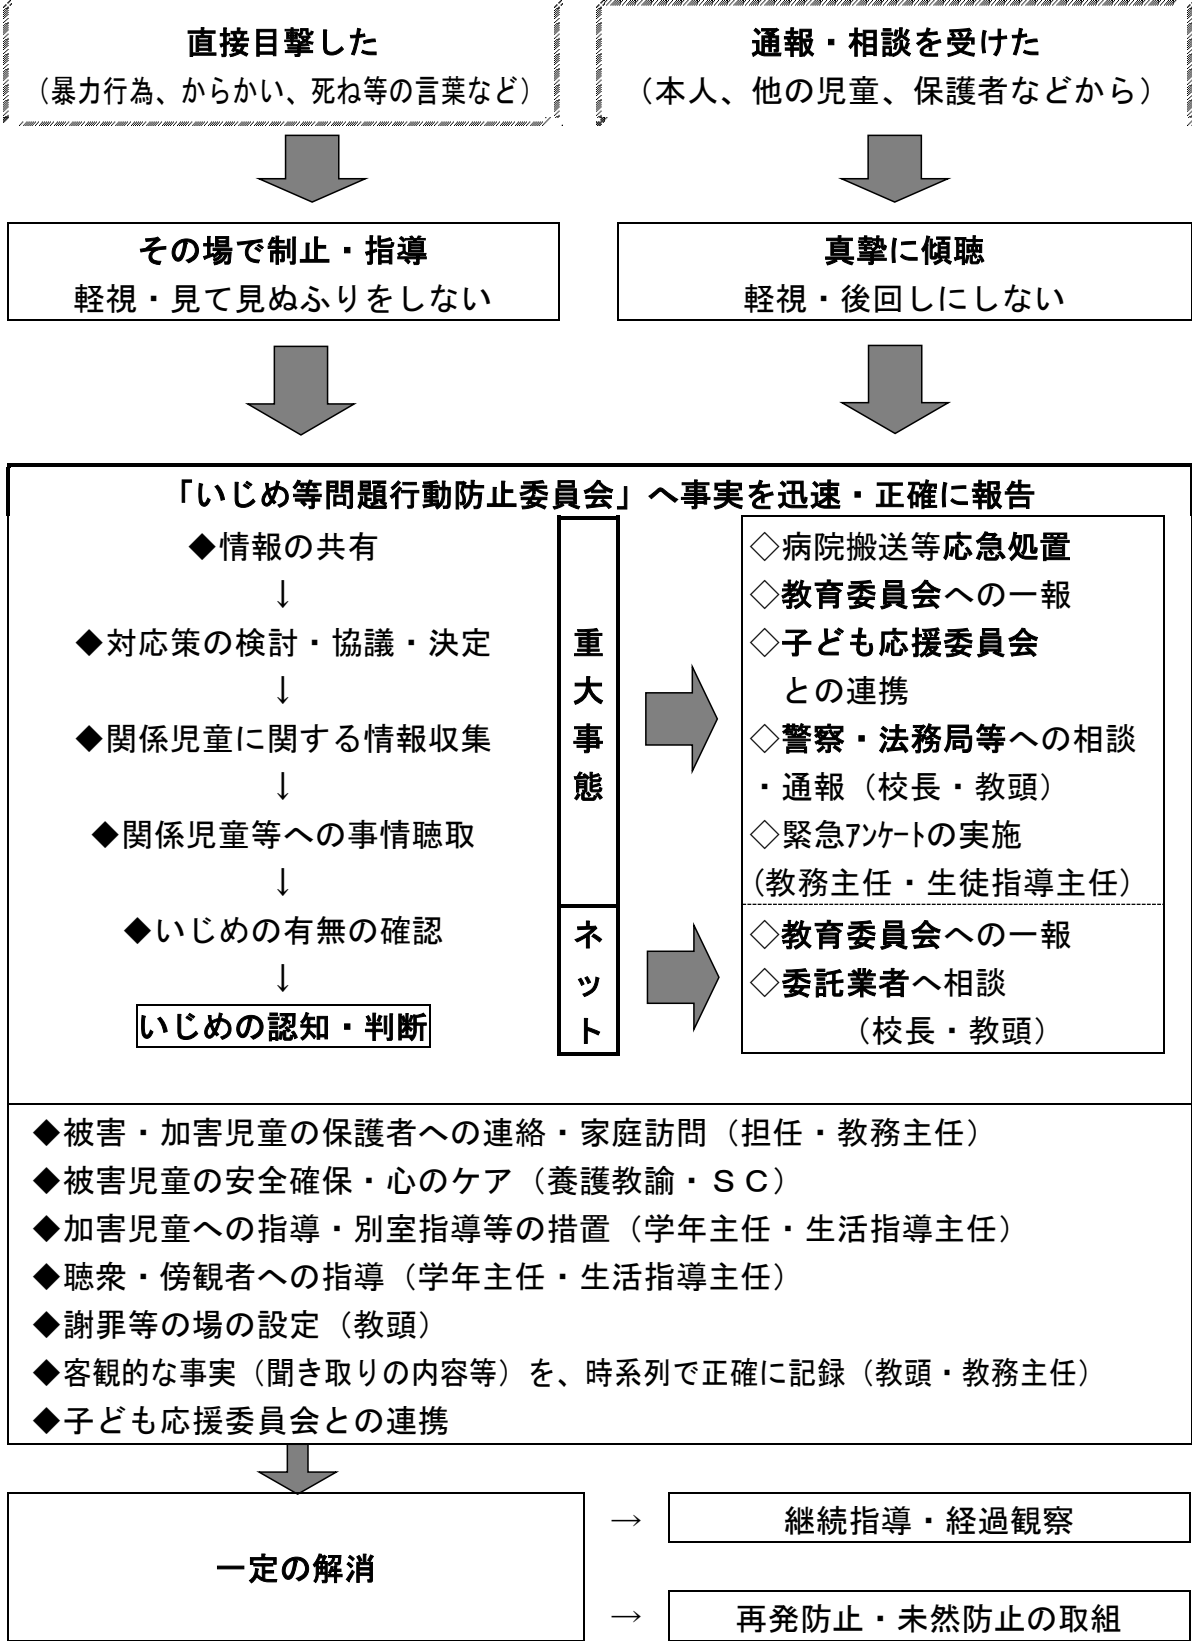 直接目撃した
（暴力行為、からかい、死ね等の言葉など）
通報・相談を受けた
（本人、他の児童、保護者などから）
その場で制止・指導
軽視・見て見ぬふりをしない
真摯に傾聴
軽視・後回しにしない
「いじめ等問題行動防止委員会」へ事実を迅速・正確に報告
◆情報の共有
↓
◆対応策の検討・協議・決定
↓
◆関係児童に関する情報収集
↓
◆関係児童等への事情聴取
↓
◆いじめの有無の確認
↓
いじめの認知・判断
重大事態
◇病院搬送等応急処置
◇教育委員会への一報
◇子ども応援委員会
との連携
◇警察・法務局等への相談
・通報（校長・教頭）
◇緊急ｱﾝｹｰﾄの実施
（教務主任・生徒指導主任）
ネット
◇教育委員会への一報
◇委託業者へ相談
（校長・教頭）
◆被害・加害児童の保護者への連絡・家庭訪問（担任・教務主任）
◆被害児童の安全確保・心のケア（養護教諭・ＳＣ）
◆加害児童への指導・別室指導等の措置（学年主任・生活指導主任）
◆聴衆・傍観者への指導（学年主任・生活指導主任）
◆謝罪等の場の設定（教頭）
◆客観的な事実（聞き取りの内容等）を、時系列で正確に記録（教頭・教務主任）
◆子ども応援委員会との連携
一定の解消
→ 継続指導・経過観察
→ 再発防止・未然防止の取組